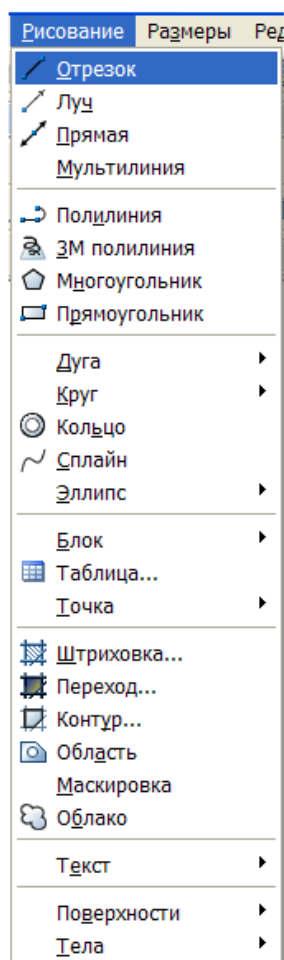 Рисование Размеры Ред
Отрезок
Луч
Прямая
Мультилиния
Полилиния
3М полилиния
Многоугольник
Прямоугольник
Дуга
Круг
Кольцо
Сплайн
Эллипс
Блок
Таблица...
Точка
Штриховка...
Переход...
Контур...
Область
Маскировка
Облако
Текст
Поверхности
Тела